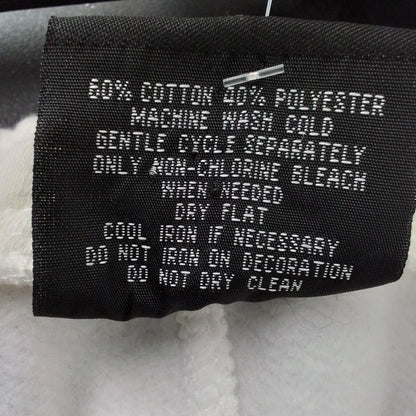 60% COTTON 40% POLYESTER
MACHINE WASH COLD
GENTLE CYCLE SEPARATELY
ONLY NON-CHLORINE BLEACH
WHEN NEEDED
DRY FLAT
COOL IRON IF NECESSARY
DO NOT IRON ON DECORATION
DO NOT DRY CLEAN